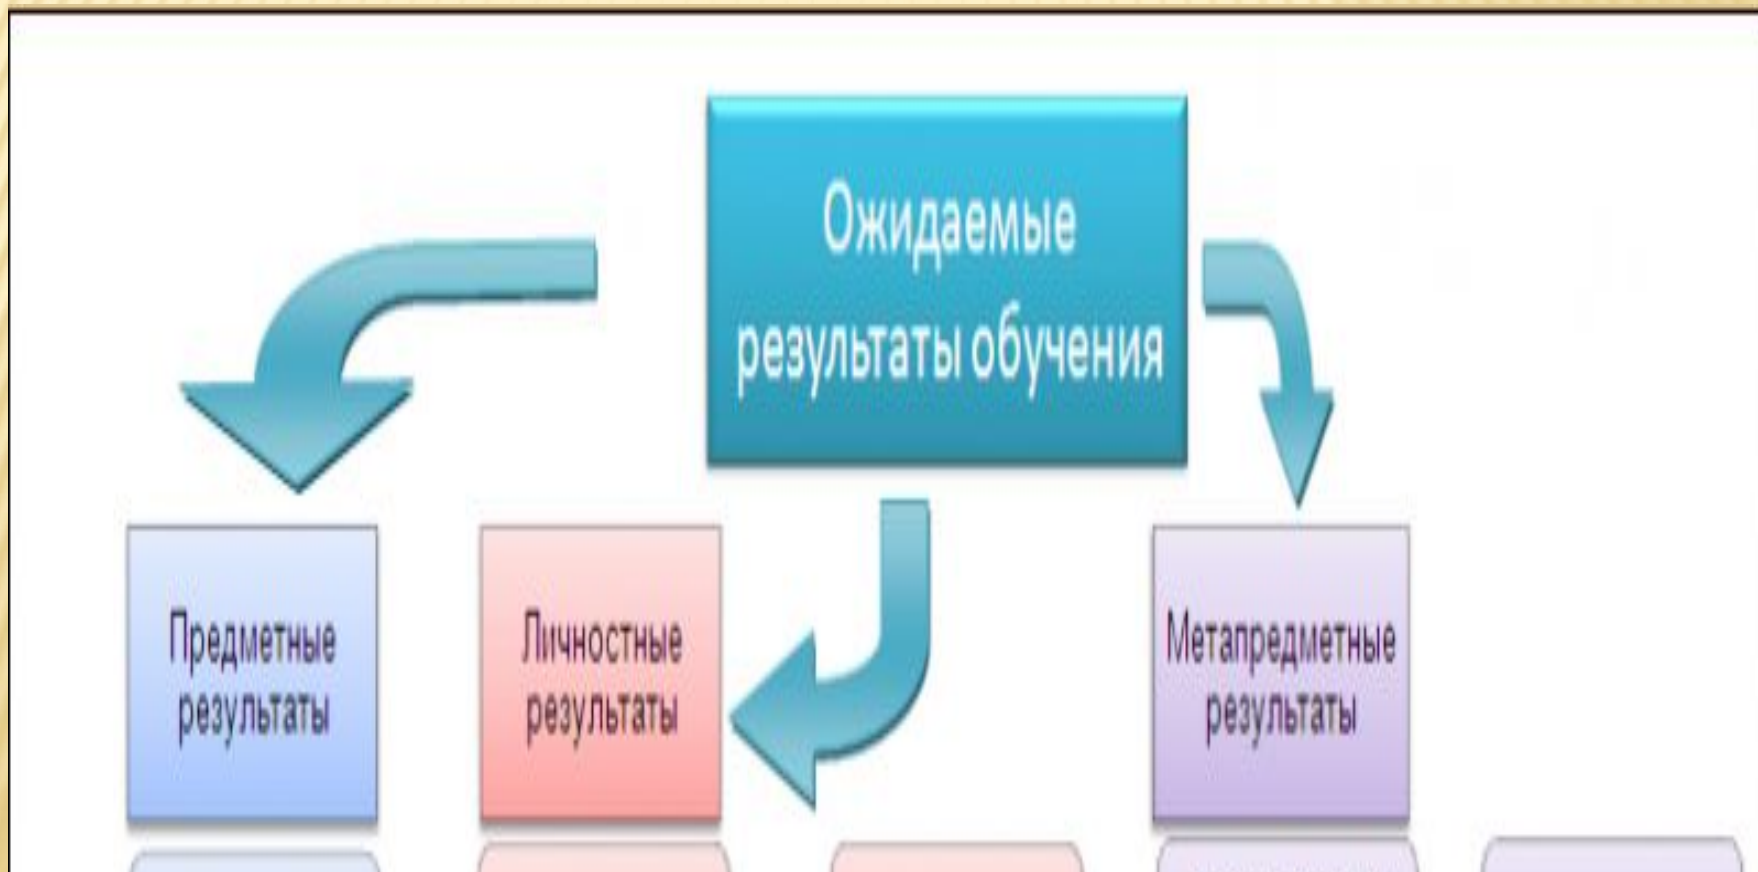 Ожидаемые
результаты обучения
Предметные
результаты
Личностные
результаты
Метапредметные
результаты